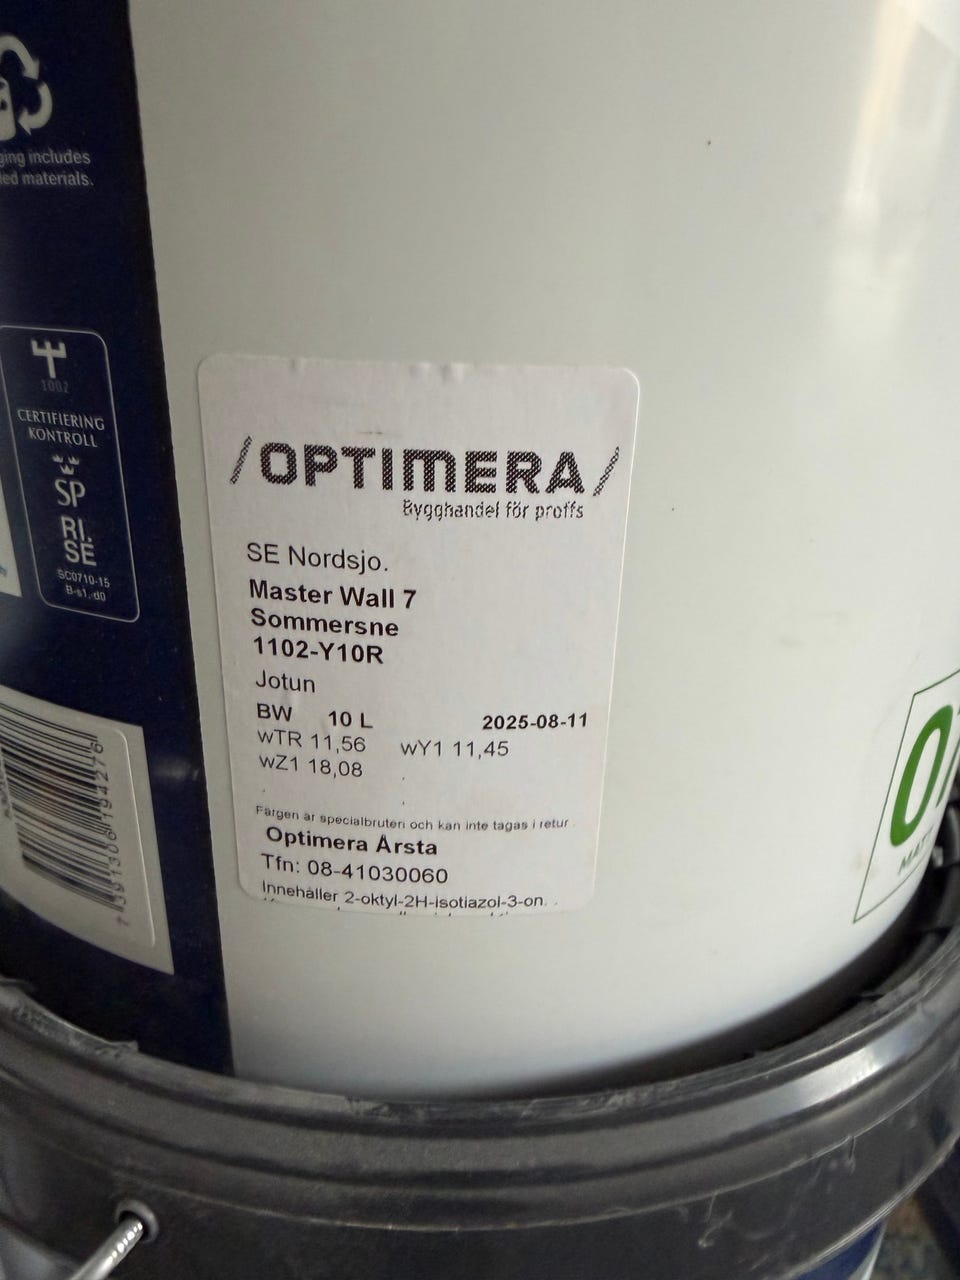 ging includes
ed materials.
1002
CERTIFIERING
KONTROLL
SP
RI.
SE
SC0710-15
B-s1, d0
/OPTIMERA/
Bygghandel för proffs
SE Nordsjo.
Master Wall 7
Sommersne
1102-Y10R
Jotun
BW 10 L 2025-08-11
wTR 11,56 wY1 11,45
wZ1 18,08
Färgen är specialbruten och kan inte tagas i retur
Optimera Årsta
Tfn: 08-41030060
Innehåller 2-oktyl-2H-isotiazol-3-on.
7391306194276
07